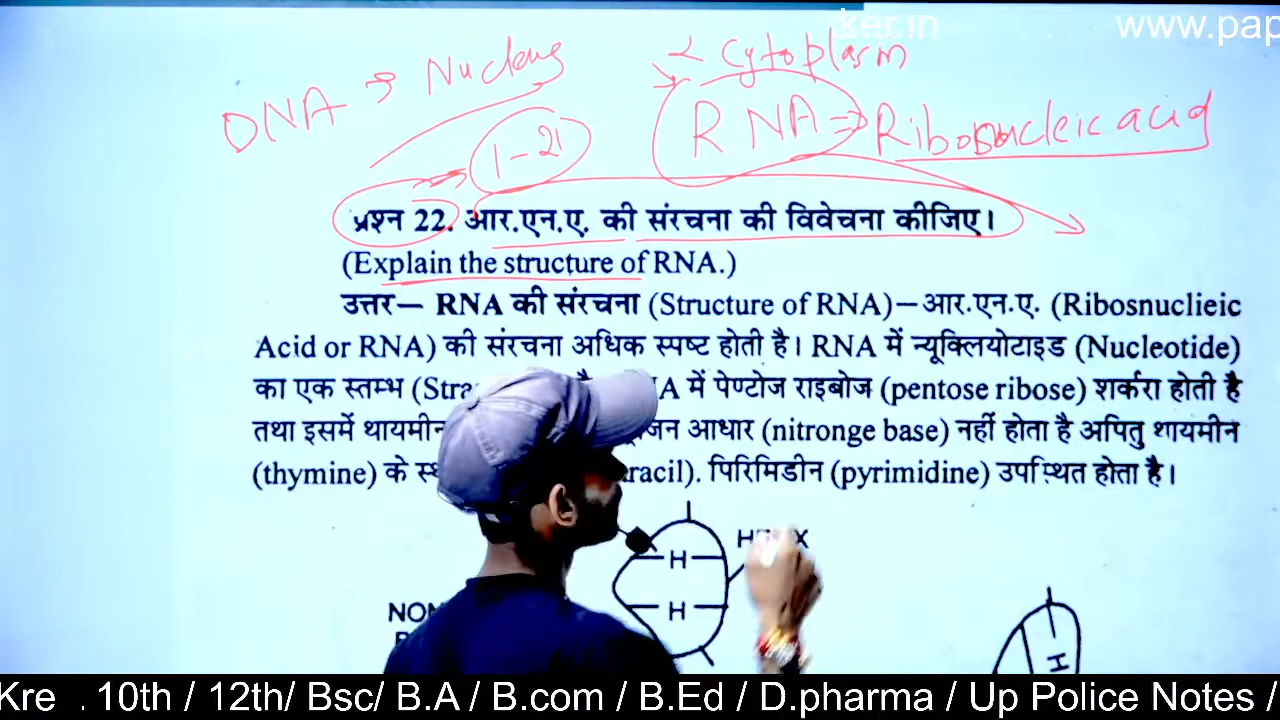 ker.in www.pap
DNA → Nucleus
< Cytoplasm
RNA ⇒ Ribonucleic acid
1-21
प्रश्न 22. आर.एन.ए. की संरचना की विवेचना कीजिए।
(Explain the structure of RNA.)
उत्तर— RNA की संरचना (Structure of RNA)—आर.एन.ए. (Ribosnuclieic
Acid or RNA) की संरचना अधिक स्पष्ट होती है। RNA में न्यूक्लियोटाइड (Nucleotide)
का एक स्तम्भ (Stra A में पेण्टोज राइबोज (pentose ribose) शर्करा होती है
तथा इसमें थायमीन जन आधार (nitronge base) नहीं होता है अपितु थायमीन
(thymine) के स् racil). पिरिमिडीन (pyrimidine) उपस्थित होता है।
H
H
NON
H
Kre . 10th / 12th/ Bsc/ B.A / B.com / B.Ed / D.pharma / Up Police Notes /